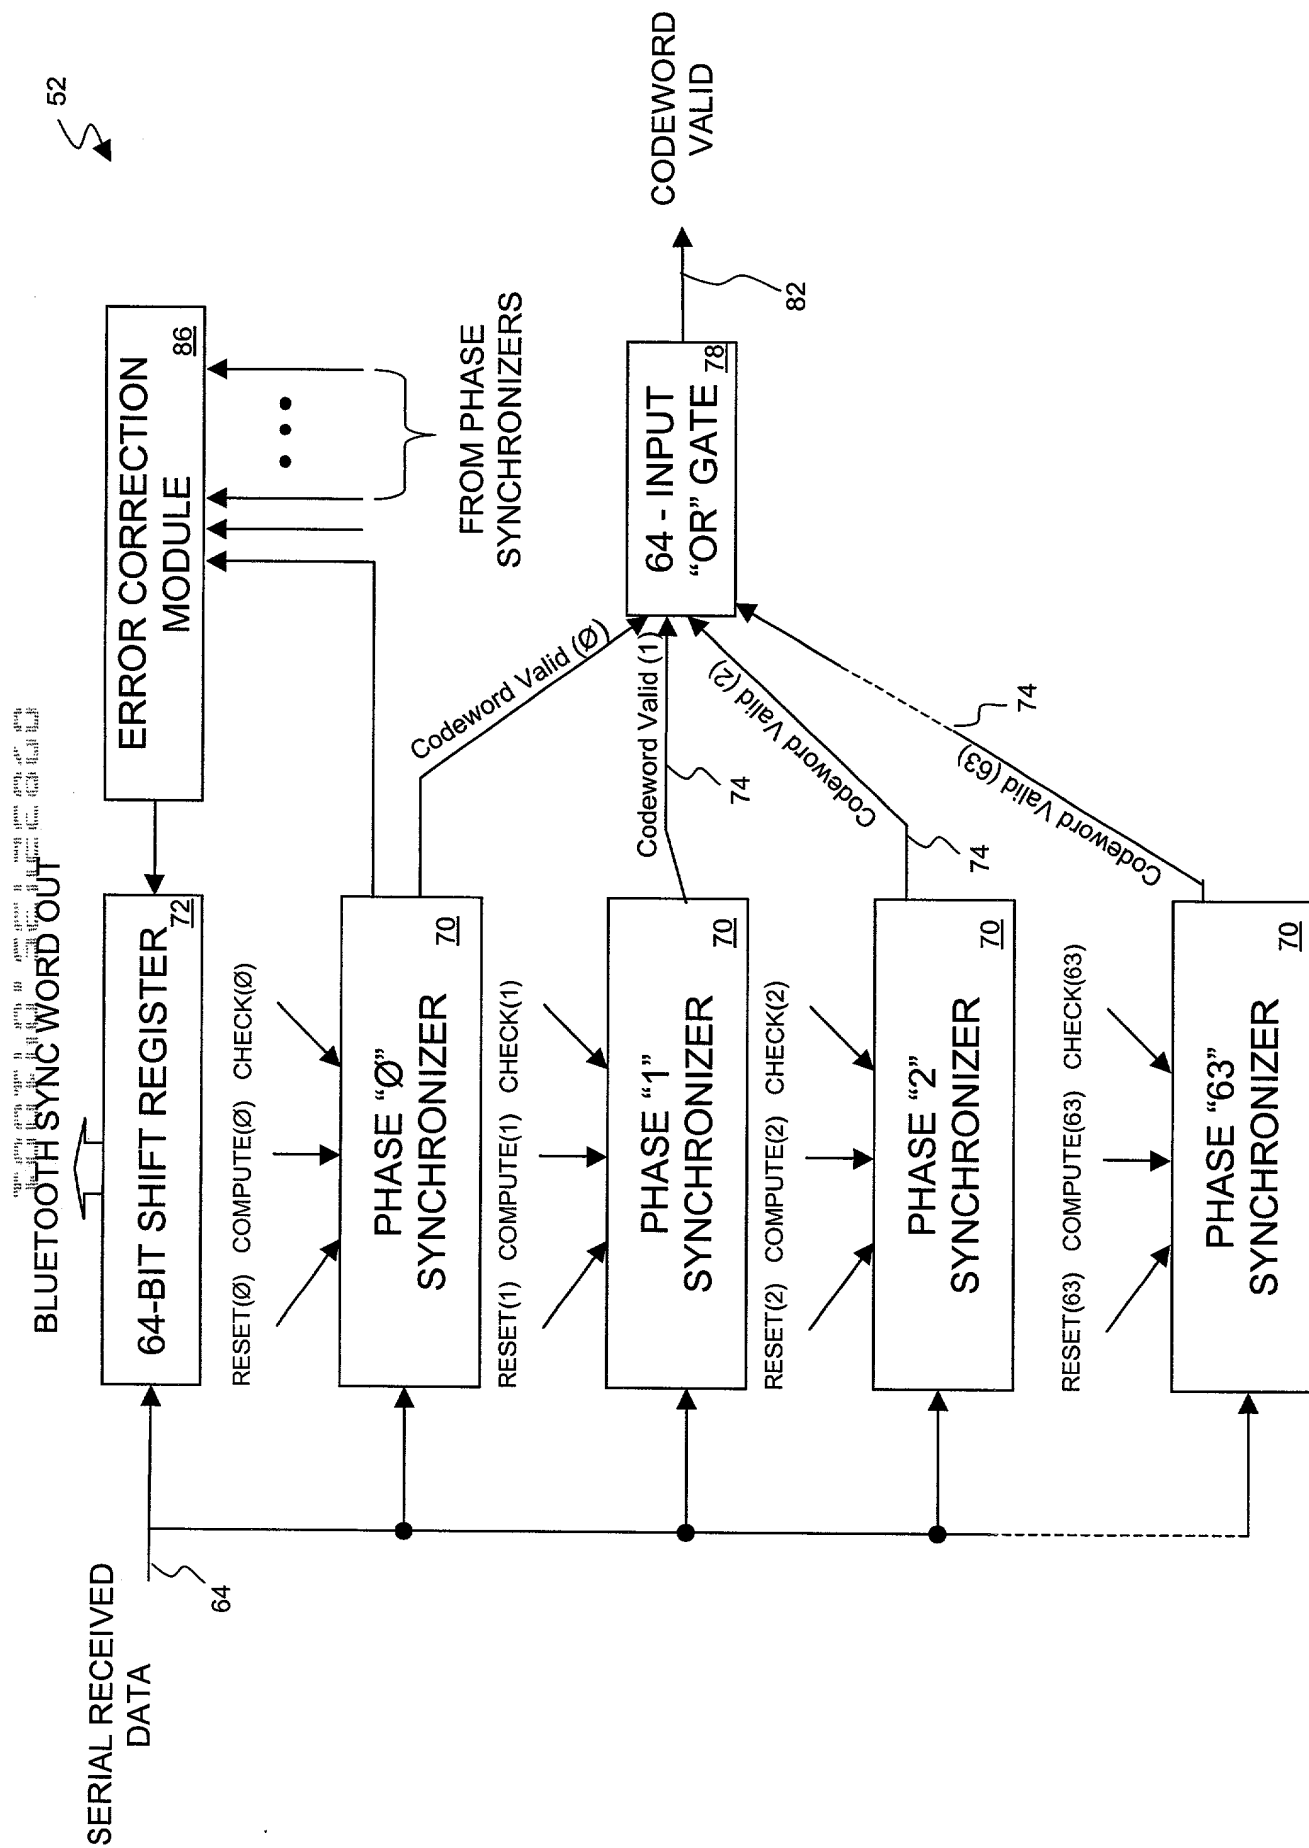 52
BLUETOOTH SYNC WORD OUT
SERIAL RECEIVED
DATA
64
64-BIT SHIFT REGISTER
72
ERROR CORRECTION
MODULE
86
FROM PHASE
SYNCHRONIZERS
RESET(Ø) COMPUTE(Ø) CHECK(Ø)
PHASE "Ø"
SYNCHRONIZER
70
Codeword Valid (Ø)
RESET(1) COMPUTE(1) CHECK(1)
PHASE "1"
SYNCHRONIZER
70
Codeword Valid (1)
74
RESET(2) COMPUTE(2) CHECK(2)
PHASE "2"
SYNCHRONIZER
70
Codeword Valid (2)
74
RESET(63) COMPUTE(63) CHECK(63)
PHASE "63"
SYNCHRONIZER
70
Codeword Valid (63)
74
64 - INPUT
"OR" GATE
78
82
CODEWORD
VALID